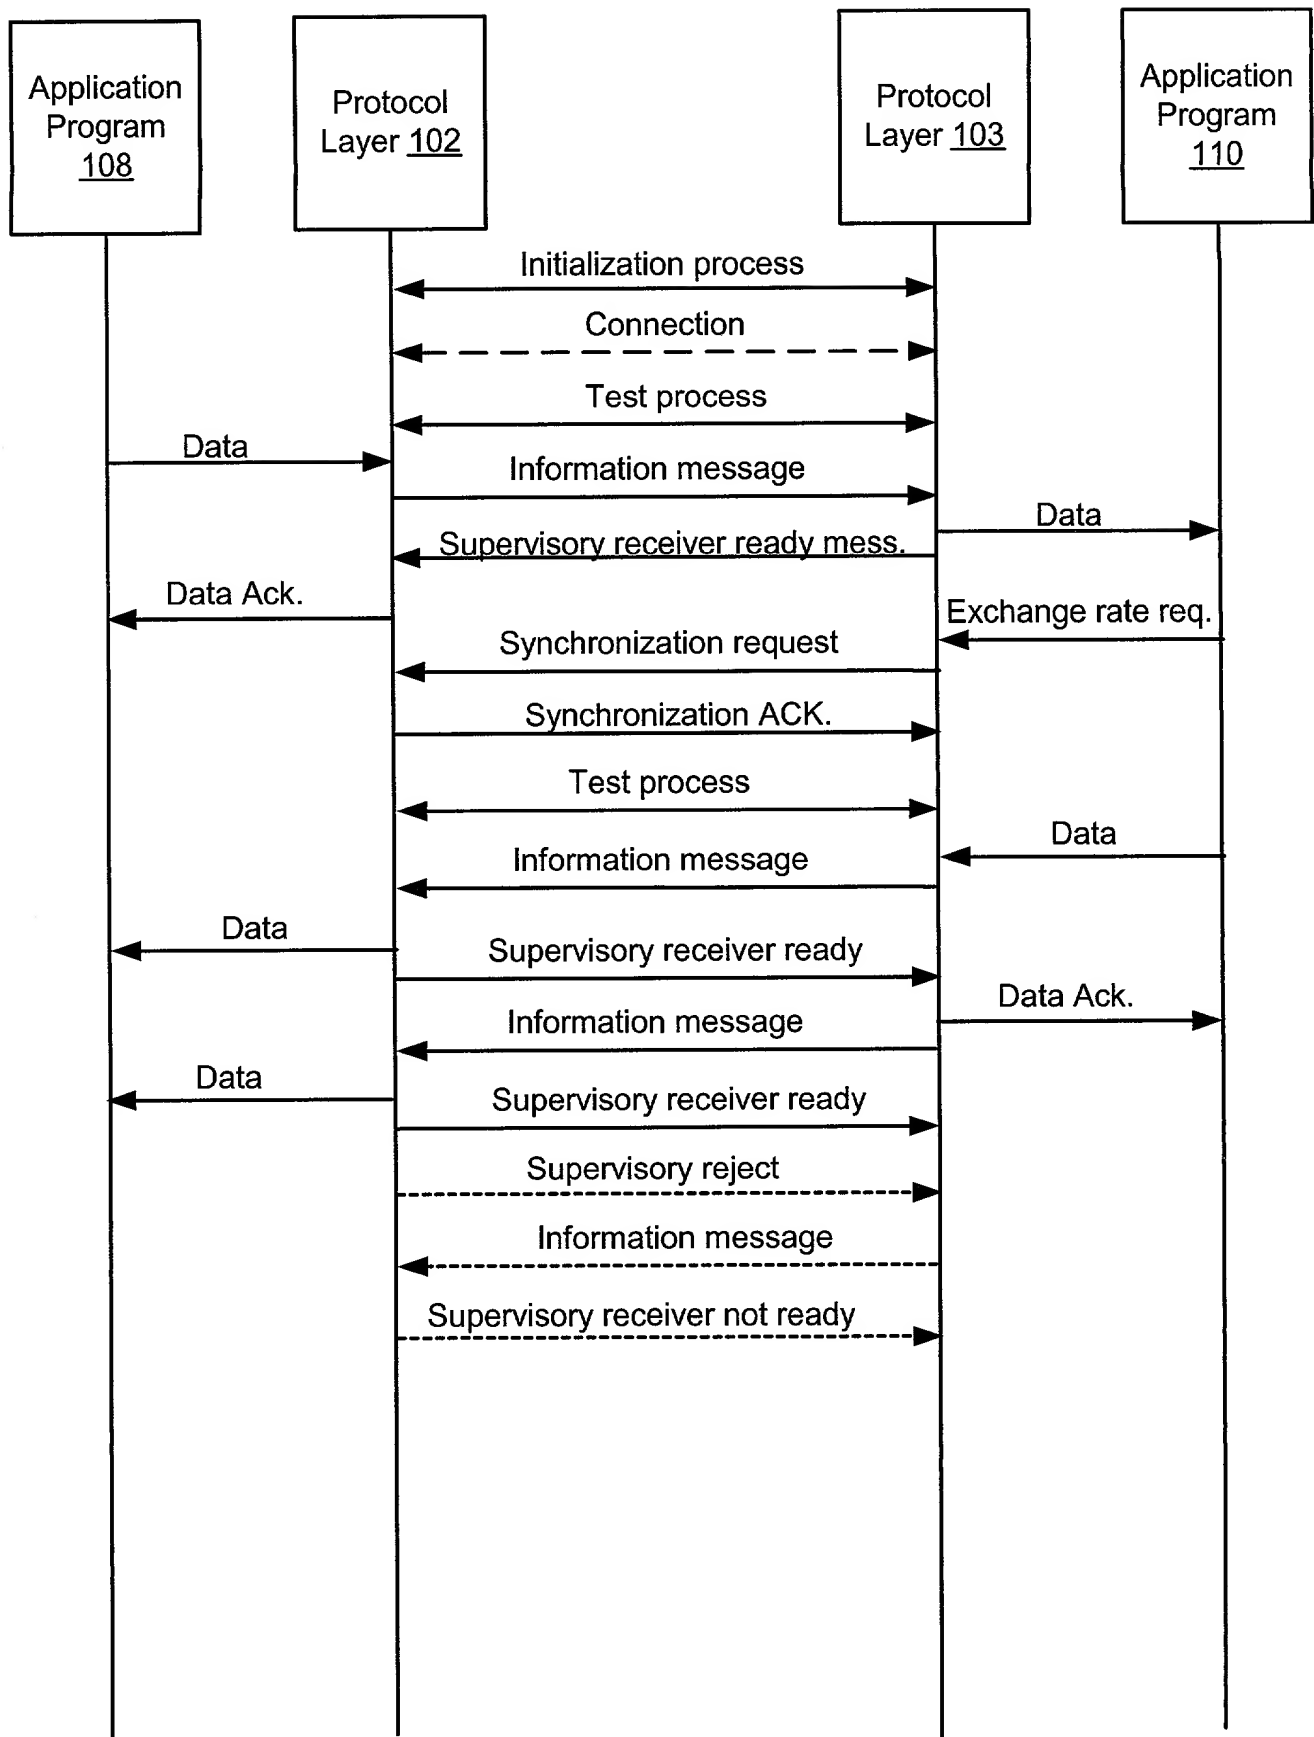 Application
Program
108
Protocol
Layer 102
Protocol
Layer 103
Application
Program
110
Initialization process
Connection
Test process
Data
Information message
Data
Supervisory receiver ready mess.
Data Ack.
Exchange rate req.
Synchronization request
Synchronization ACK.
Test process
Data
Information message
Data
Supervisory receiver ready
Data Ack.
Information message
Data
Supervisory receiver ready
Supervisory reject
Information message
Supervisory receiver not ready